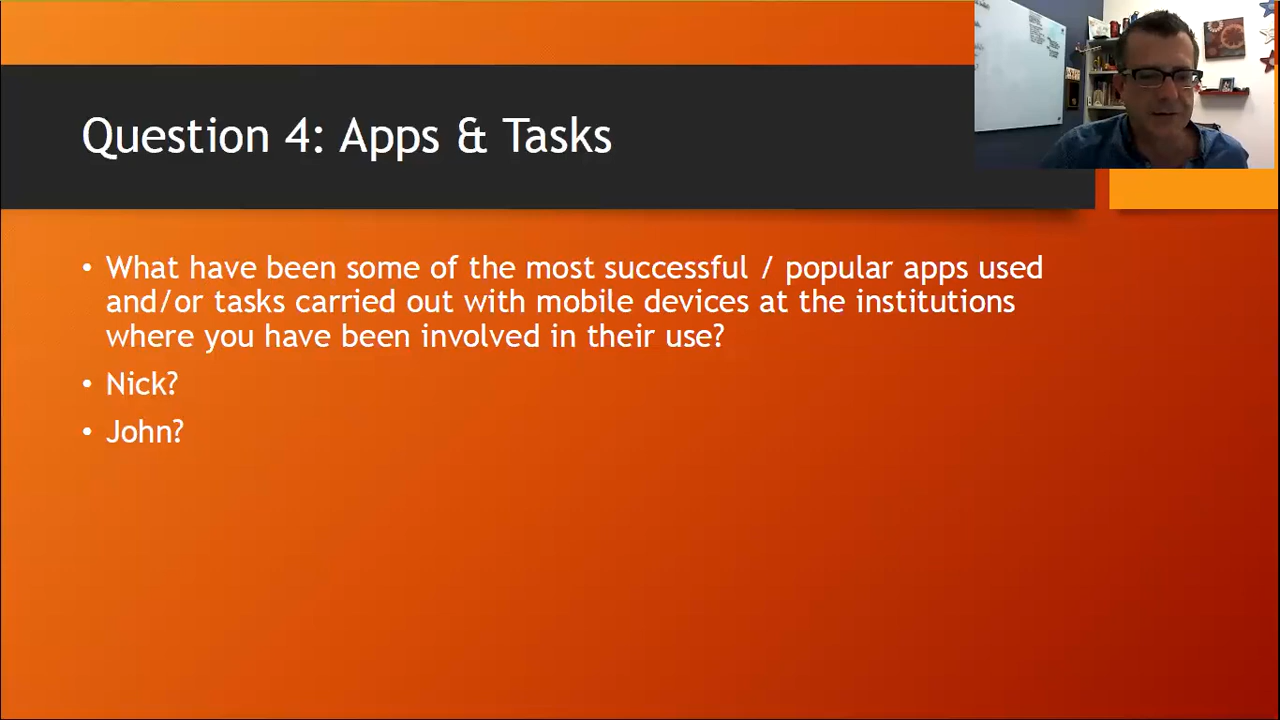 Question 4: Apps & Tasks
• What have been some of the most successful / popular apps used
and/or tasks carried out with mobile devices at the institutions
where you have been involved in their use?
• Nick?
• John?